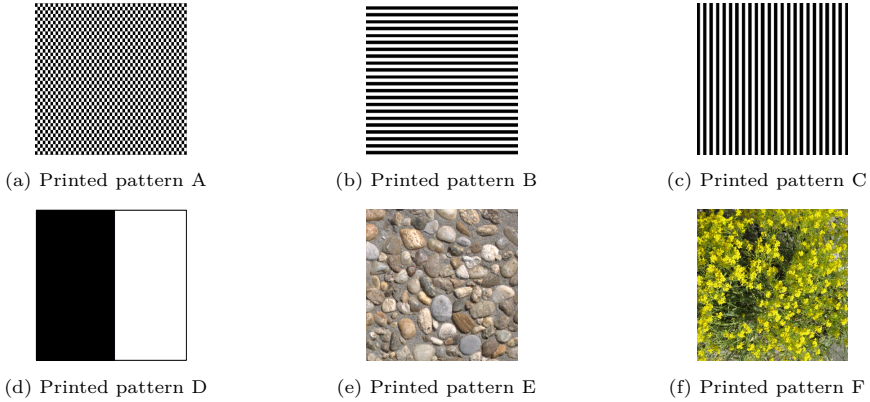 (a) Printed pattern A
(b) Printed pattern B
(c) Printed pattern C
(d) Printed pattern D
(e) Printed pattern E
(f) Printed pattern F